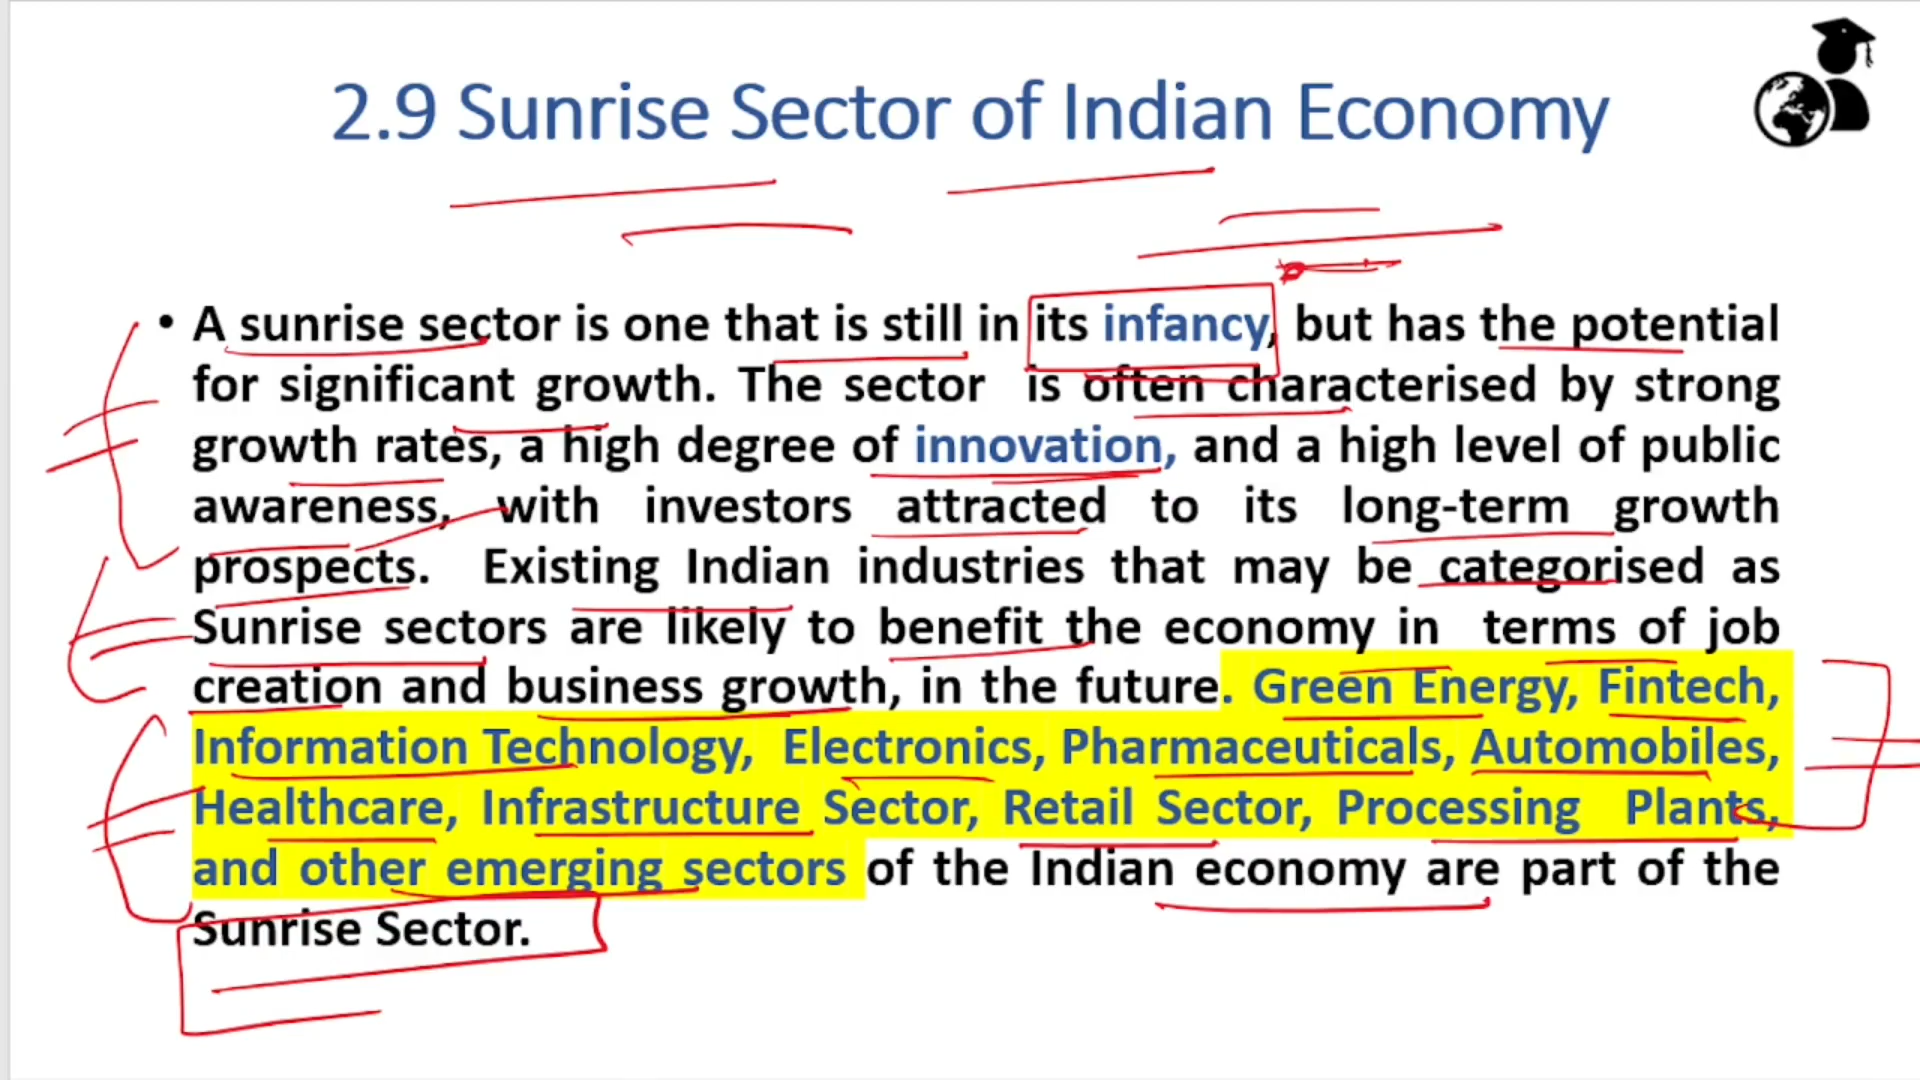 2.9 Sunrise Sector of Indian Economy
• A sunrise sector is one that is still in its infancy, but has the potential
for significant growth. The sector is often characterised by strong
growth rates, a high degree of innovation, and a high level of public
awareness, with investors attracted to its long-term growth
prospects. Existing Indian industries that may be categorised as
Sunrise sectors are likely to benefit the economy in terms of job
creation and business growth, in the future. Green Energy, Fintech,
Information Technology, Electronics, Pharmaceuticals, Automobiles,
Healthcare, Infrastructure Sector, Retail Sector, Processing Plants,
and other emerging sectors of the Indian economy are part of the
Sunrise Sector.